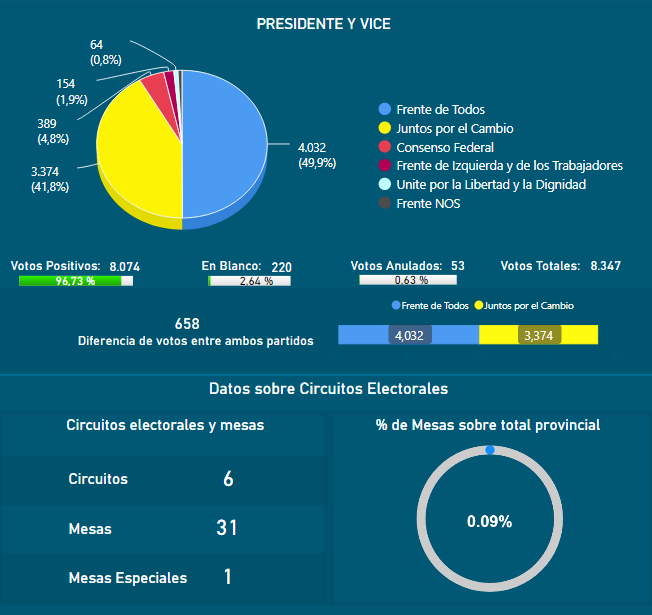 PRESIDENTE Y VICE
64
(0,8%)
154
(1,9%)
389
(4,8%)
3.374
(41,8%)
4.032
(49,9%)
Frente de Todos
Juntos por el Cambio
Consenso Federal
Frente de Izquierda y de los Trabajadores
Unite por la Libertad y la Dignidad
Frente NOS
Votos Positivos: 8.074
96,73 %
En Blanco: 220
2,64 %
Votos Anulados: 53
0,63 %
Votos Totales: 8.347
658
Diferencia de votos entre ambos partidos
Frente de Todos Juntos por el Cambio
4,032 3,374
Datos sobre Circuitos Electorales
Circuitos electorales y mesas
Circuitos 6
Mesas 31
Mesas Especiales 1
% de Mesas sobre total provincial
0.09%